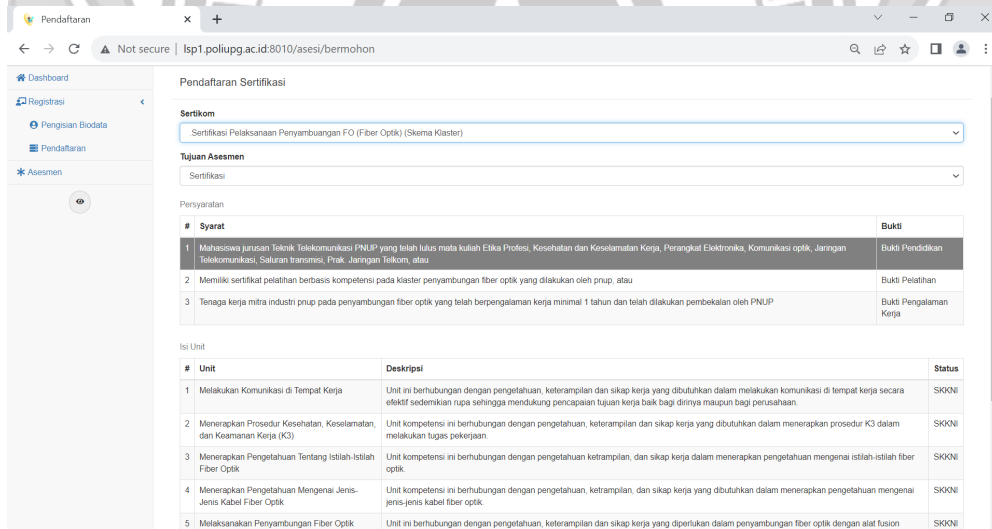 Pendaftaran
Not secure | lsp1.poliupg.ac.id:8010/asesi/bermohon
Dashboard
Registrasi
Pengisian Biodata
Pendaftaran
Asesmen
Pendaftaran Sertifikasi
Sertikom
.Sertifikasi Pelaksanaan Penyambuangan FO (Fiber Optik) (Skema Klaster)
Tujuan Asesmen
Sertifikasi
Persyaratan
# Syarat Bukti
1 Mahasiswa jurusan Teknik Telekomunikasi PNUP yang telah lulus mata kuliah Etika Profesi, Kesehatan dan Keselamatan Kerja, Perangkat Elektronika, Komunikasi optik, Jaringan Bukti Pendidikan
Telekomunikasi, Saluran transmisi, Prak. Jaringan Telkom, atau
2 Memiliki sertifikat pelatihan berbasis kompetensi pada klaster penyambungan fiber optik yang dilakukan oleh pnup, atau Bukti Pelatihan
3 Tenaga kerja mitra industri pnup pada penyambungan fiber optik yang telah berpengalaman kerja minimal 1 tahun dan telah dilakukan pembekalan oleh PNUP Bukti Pengalaman
Kerja
Isi Unit
# Unit Deskripsi Status
1 Melakukan Komunikasi di Tempat Kerja Unit ini berhubungan dengan pengetahuan, keterampilan dan sikap kerja yang dibutuhkan dalam melakukan komunikasi di tempat kerja secara SKKNI
efektif sedemikian rupa sehingga mendukung pencapaian tujuan kerja baik bagi dirinya maupun bagi perusahaan.
2 Menerapkan Prosedur Kesehatan, Keselamatan, Unit kompetensi ini berhubungan dengan pengetahuan, keterampilan dan sikap kerja yang dibutuhkan dalam menerapkan prosedur K3 dalam SKKNI
dan Keamanan Kerja (K3) melakukan tugas pekerjaan.
3 Menerapkan Pengetahuan Tentang Istilah-Istilah Unit kompetensi ini berhubungan dengan pengetahuan ketrampilan, dan sikap kerja dalam menerapkan pengetahuan mengenai istilah-istilah fiber SKKNI
Fiber Optik optik.
4 Menerapkan Pengetahuan Mengenai Jenis- Unit kompetensi ini berhubungan dengan pengetahuan, ketrampilan, dan sikap kerja yang dibutuhkan dalam menerapkan pengetahuan mengenai SKKNI
Jenis Kabel Fiber Optik jenis-jenis kabel fiber optik.
5 Melaksanakan Penyambungan Fiber Optik Unit ini berhubungan dengan pengetahuan, keterampilan dan sikap kerja yang diperlukan dalam penyambungan fiber optik dengan alat fusion SKKNI